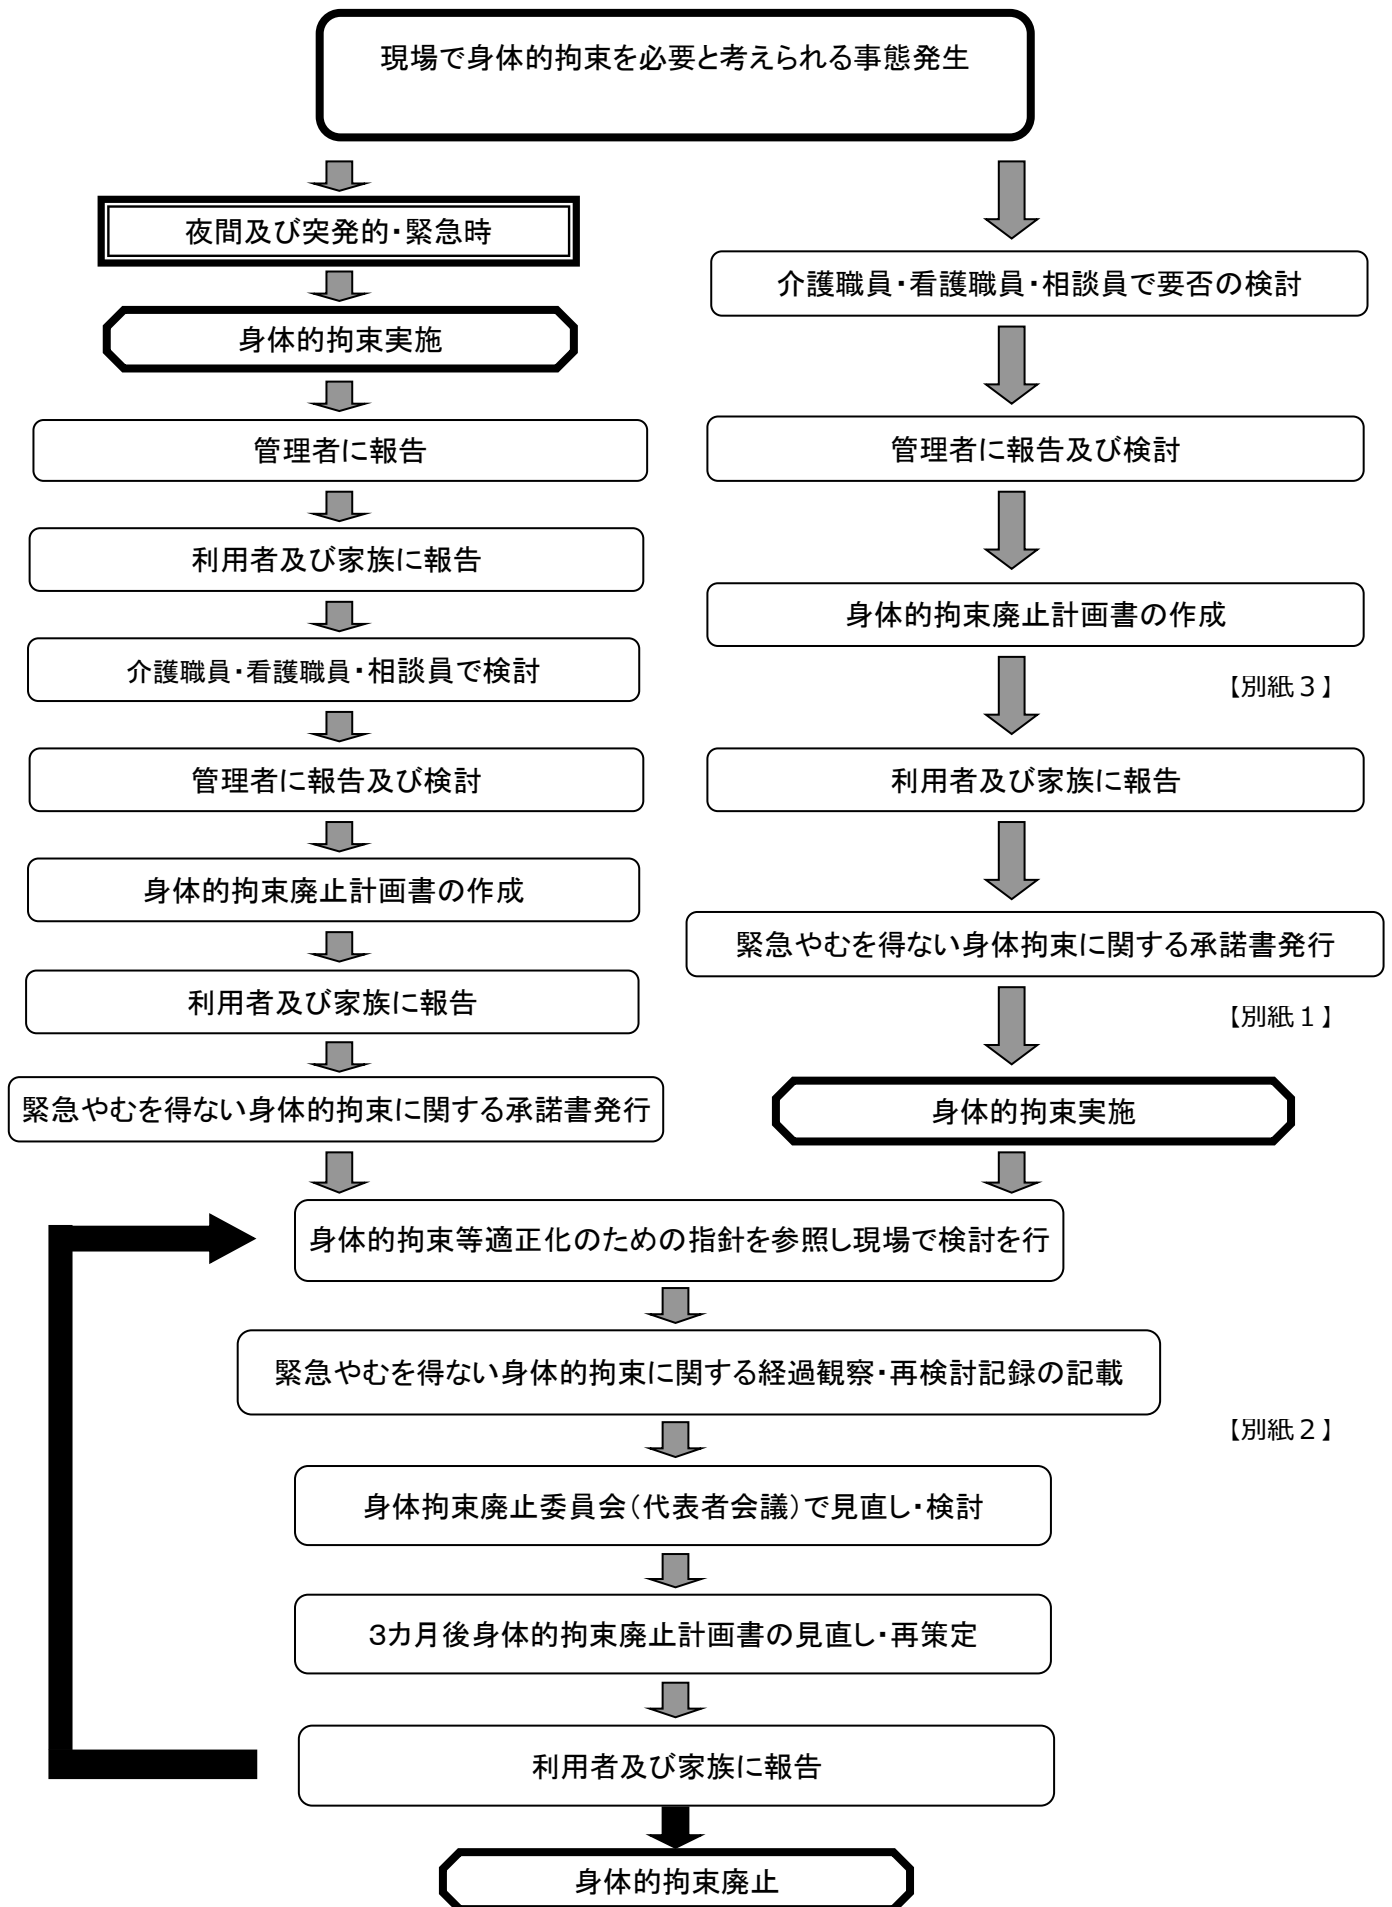 現場で身体的拘束を必要と考えられる事態発生
夜間及び突発的・緊急時
身体的拘束実施
管理者に報告
利用者及び家族に報告
介護職員・看護職員・相談員で検討
管理者に報告及び検討
身体的拘束廃止計画書の作成
利用者及び家族に報告
緊急やむを得ない身体的拘束に関する承諾書発行
介護職員・看護職員・相談員で要否の検討
管理者に報告及び検討
身体的拘束廃止計画書の作成
【別紙３】
利用者及び家族に報告
緊急やむを得ない身体拘束に関する承諾書発行
【別紙１】
身体的拘束実施
身体的拘束等適正化のための指針を参照し現場で検討を行
緊急やむを得ない身体的拘束に関する経過観察・再検討記録の記載
【別紙２】
身体拘束廃止委員会（代表者会議）で見直し・検討
３カ月後身体的拘束廃止計画書の見直し・再策定
利用者及び家族に報告
身体的拘束廃止